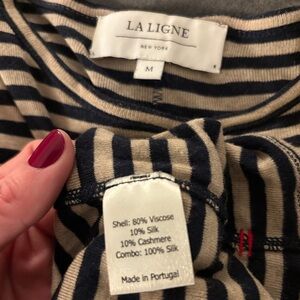 LA LIGNE
NEW YORK
M
Shell: 80% Viscose
10% Silk
10% Cashmere
Combo: 100% Silk
Made in Portugal